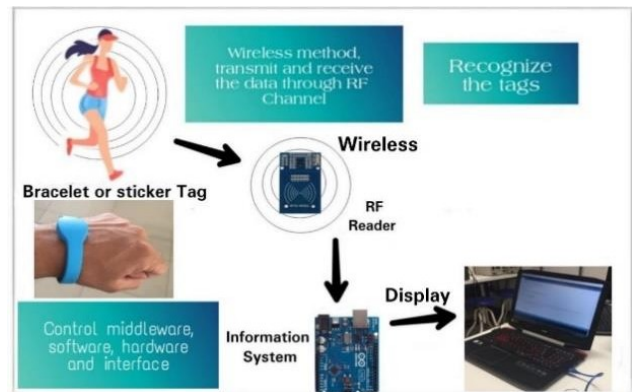 Wireless method,
transmit and receive
the data through RF
Channel
Recognize
the tags
Wireless
Bracelet or sticker Tag
RF
Reader
Control middleware,
software, hardware
and interface
Information
System
Display